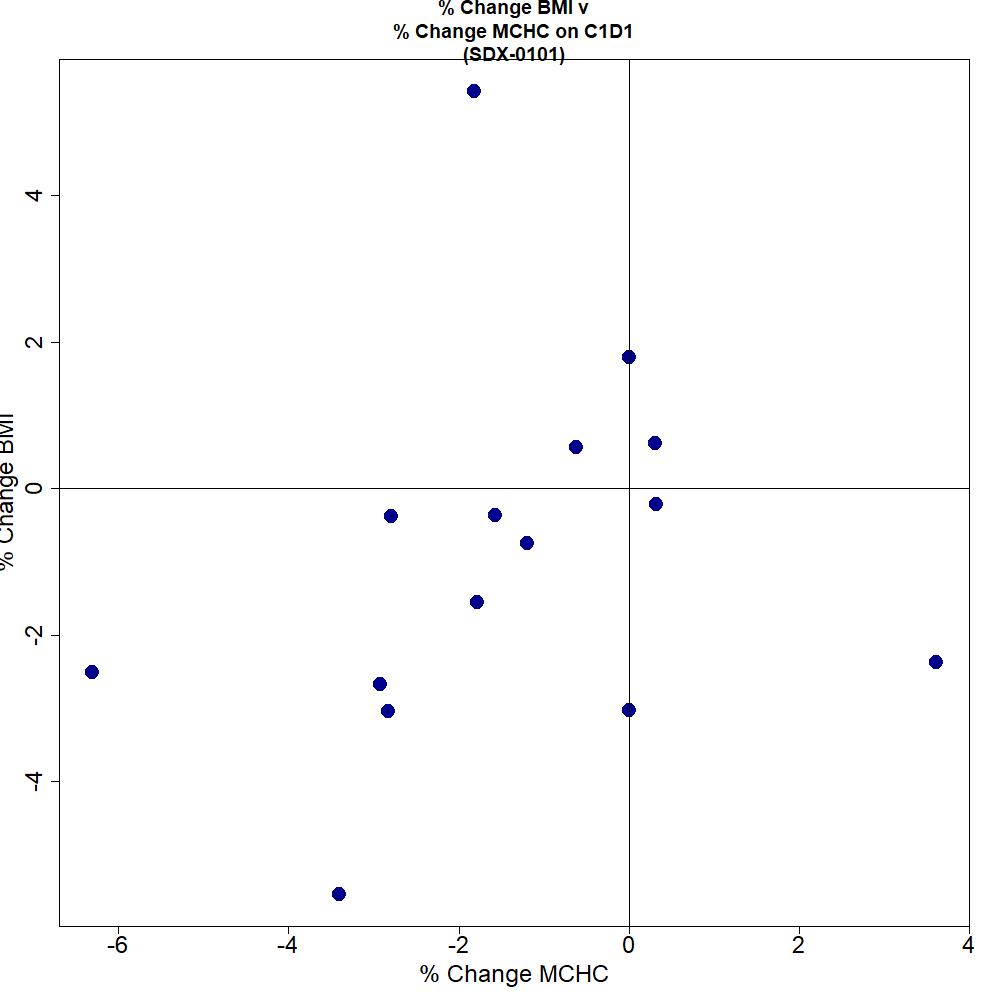 % Change BMI v
% Change MCHC on C1D1
(SDX-0101)
% Change BMI
4
2
0
-2
-4
-6
-4
-2
0
2
4
% Change MCHC